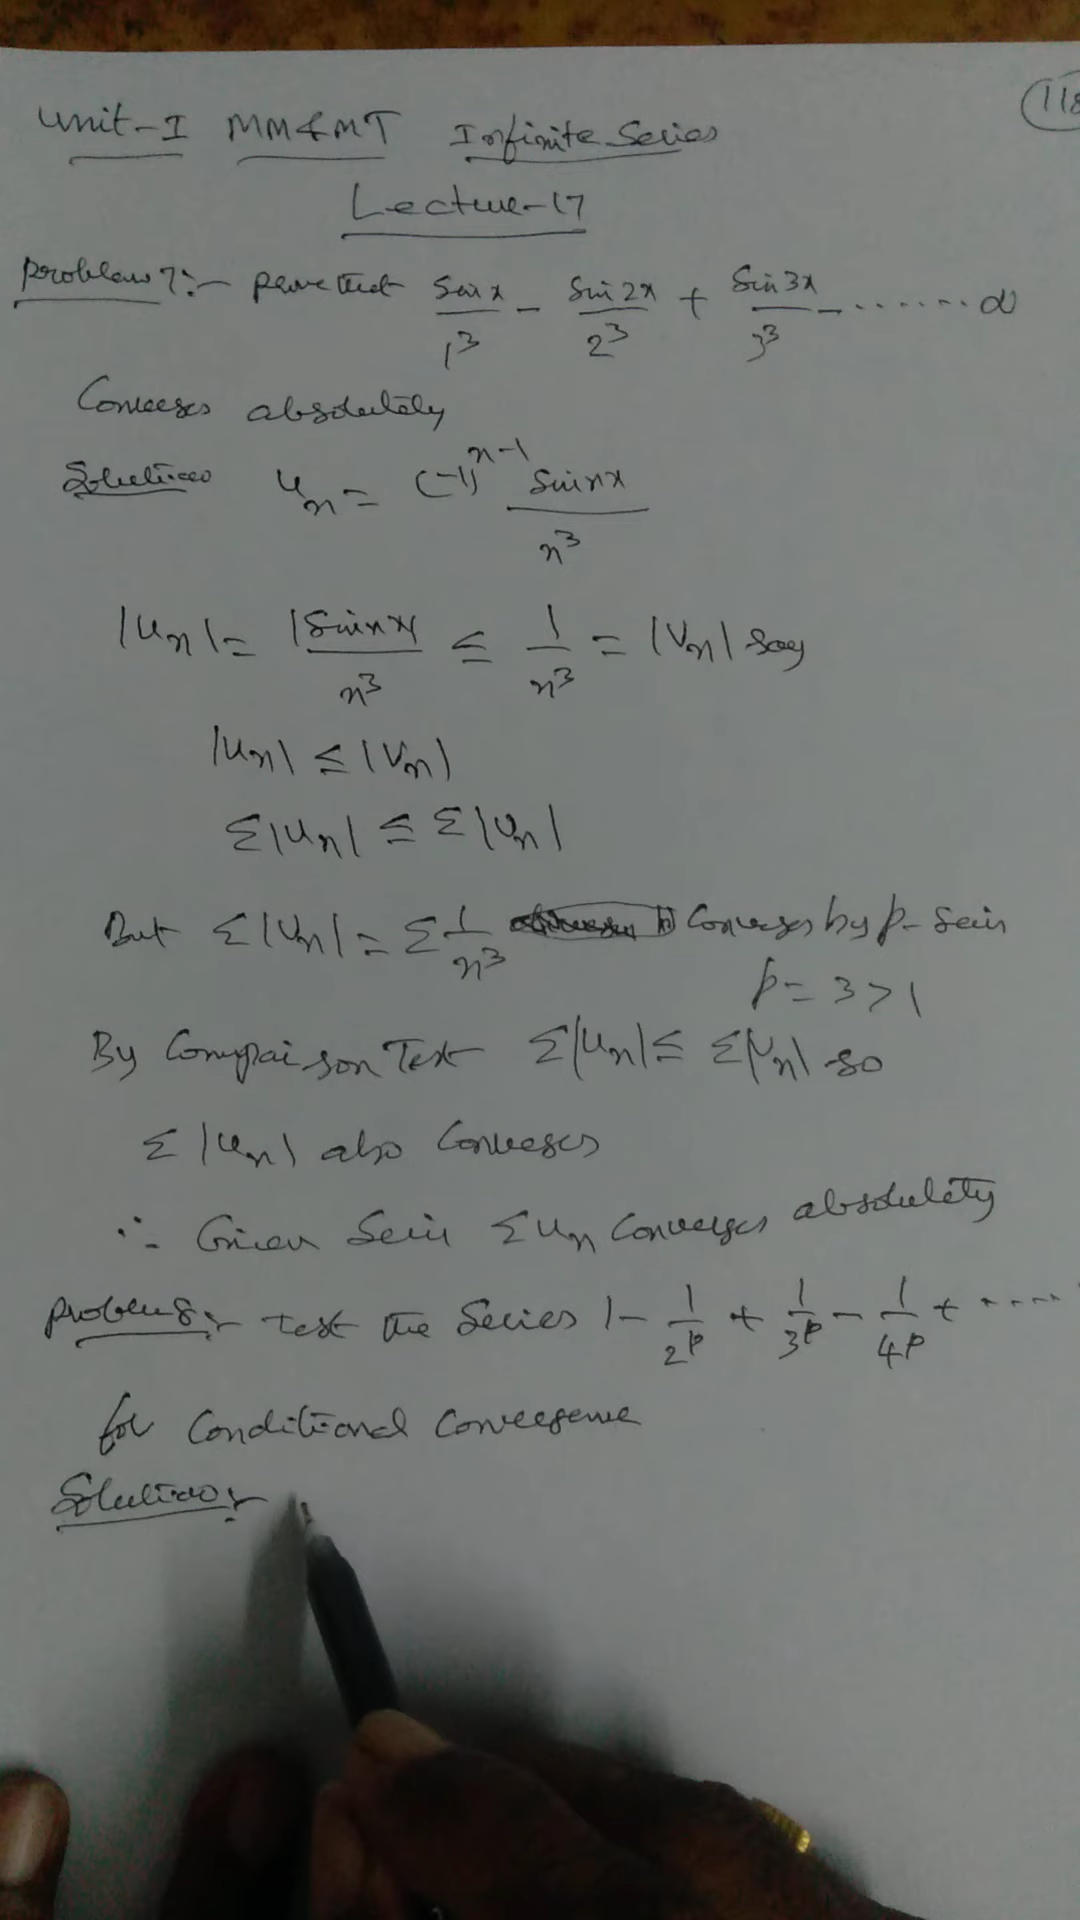 118
Unit-I MM&MT Infinite Series
Lecture-17
Problem 7:- prove that sin x/1³ - sin 2x/2³ + sin 3x/3³ - ....... ∞
Converges absolutely
Solution uₙ = (-1)ⁿ⁻¹ sin nx/n³
|uₙ| = |sin nx|/n³ ≤ 1/n³ = |vₙ| say
|uₙ| ≤ |vₙ|
Σ|uₙ| ≤ Σ|vₙ|
But Σ|vₙ| = Σ 1/n³ Converges by p-series
p = 3 > 1
By Comparison Test Σ|uₙ| ≤ Σ|vₙ| so
Σ|uₙ| also Converges
∴ Given Series Σuₙ converges absolutely
Problem 8:- Test the Series 1 - 1/2ᵖ + 1/3ᵖ - 1/4ᵖ + .....
for Conditional Convergence
Solution:-